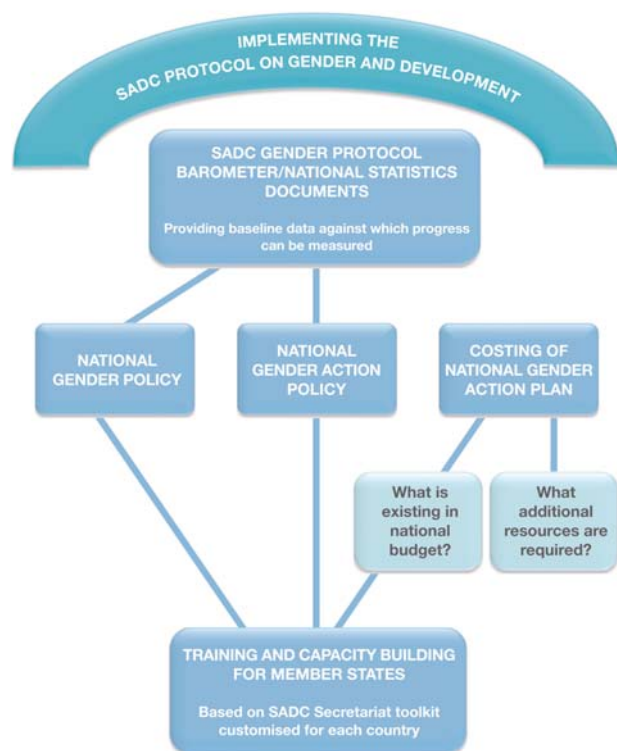 IMPLEMENTING THE
SADC PROTOCOL ON GENDER AND DEVELOPMENT
SADC GENDER PROTOCOL
BAROMETER/NATIONAL STATISTICS
DOCUMENTS
Providing baseline data against which progress
can be measured
NATIONAL
GENDER POLICY
NATIONAL
GENDER ACTION
POLICY
COSTING OF
NATIONAL GENDER
ACTION PLAN
What is
existing in
national
budget?
What
additional
resources are
required?
TRAINING AND CAPACITY BUILDING
FOR MEMBER STATES
Based on SADC Secretariat toolkit
customised for each country